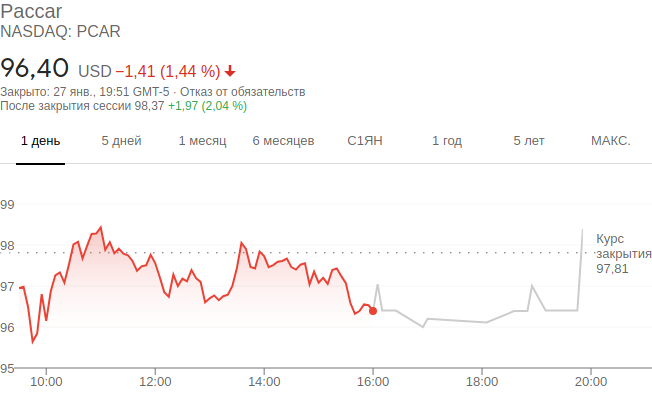 Paccar
NASDAQ: PCAR
96,40 USD −1,41 (1,44 %)
Закрыто: 27 янв., 19:51 GMT-5 · Отказ от обязательств
После закрытия сессии 98,37 +1,97 (2,04 %)
1 день 5 дней 1 месяц 6 месяцев С1ЯН 1 год 5 лет МАКС.
99
98
97
96
95
Курс
закрытия
97,81
10:00 12:00 14:00 16:00 18:00 20:00